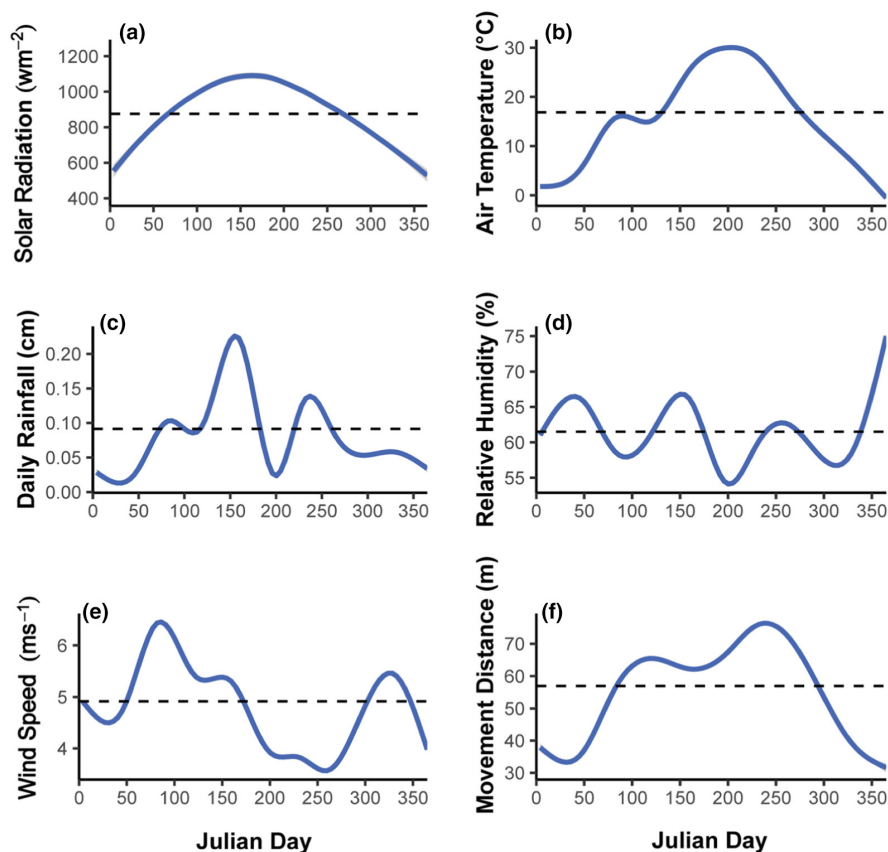 (a)
Solar Radiation (wm⁻²)
1200
1000
800
600
400
0 50 100 150 200 250 300 350
(b)
Air Temperature (°C)
30
20
10
0
0 50 100 150 200 250 300 350
(c)
Daily Rainfall (cm)
0.20
0.15
0.10
0.05
0.00
0 50 100 150 200 250 300 350
(d)
Relative Humidity (%)
75
70
65
60
55
0 50 100 150 200 250 300 350
(e)
Wind Speed (ms⁻¹)
6
5
4
0 50 100 150 200 250 300 350
Julian Day
(f)
Movement Distance (m)
70
60
50
40
30
0 50 100 150 200 250 300 350
Julian Day